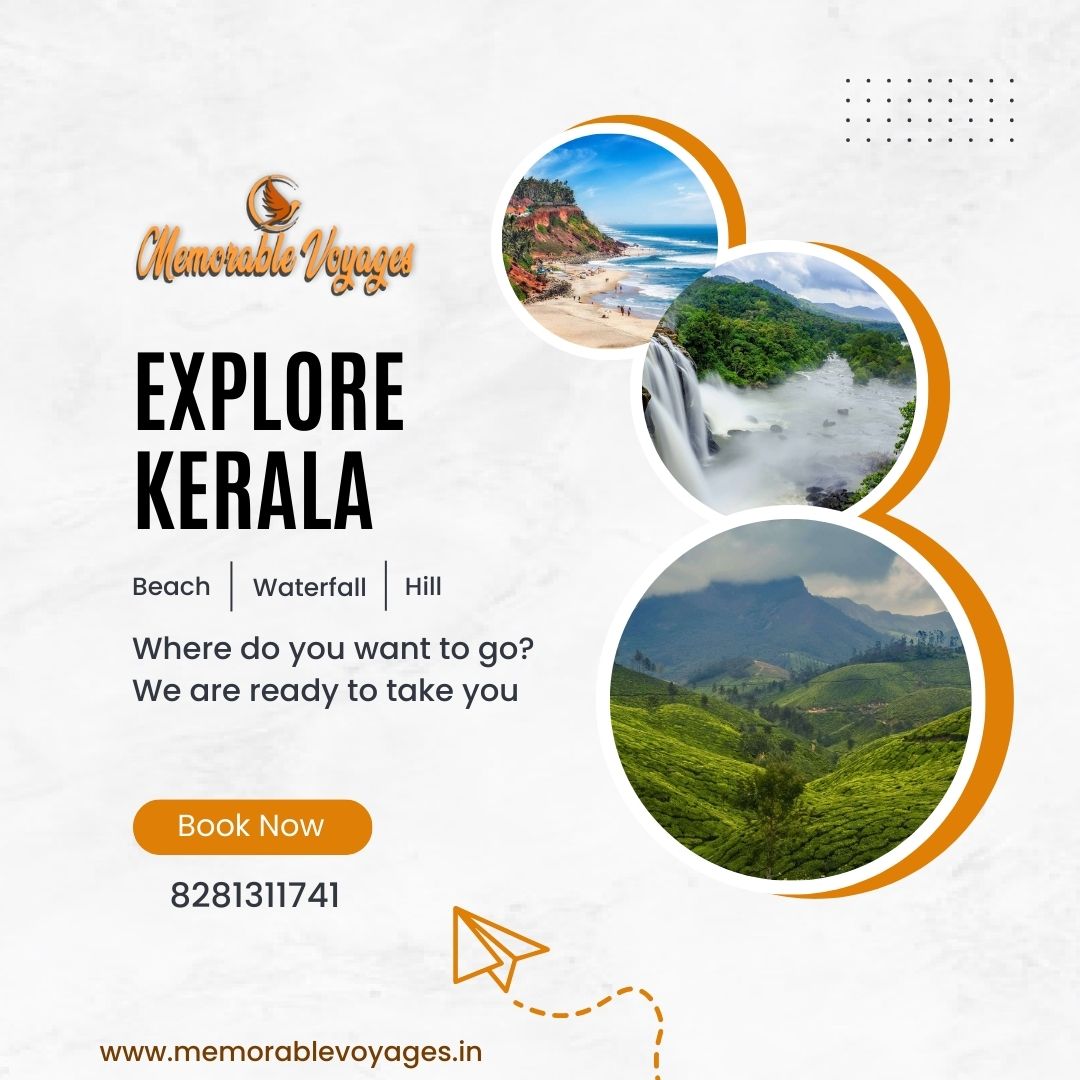 Memorable Voyages
EXPLORE
KERALA
Beach | Waterfall | Hill
Where do you want to go?
We are ready to take you
Book Now
8281311741
www.memorablevoyages.in